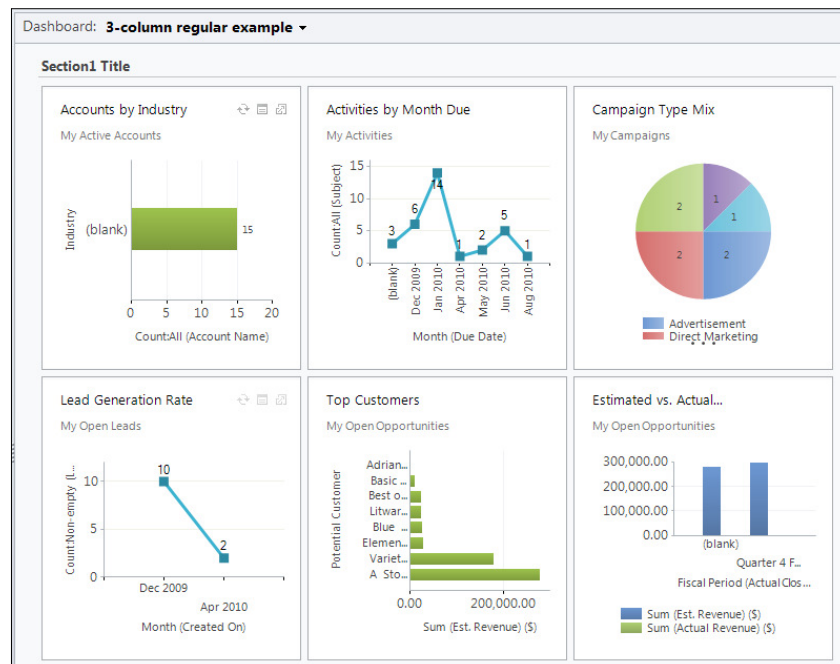 Dashboard: 3-column regular example
Section1 Title
Accounts by Industry
My Active Accounts
Industry
(blank)
15
0 5 10 15 20
Count:All (Account Name)
Activities by Month Due
My Activities
Count:All (Subject)
15
10
5
0
3
6
14
1
2
5
1
(blank)
Dec 2009
Jan 2010
Apr 2010
May 2010
Jun 2010
Aug 2010
Month (Due Date)
Campaign Type Mix
My Campaigns
2
1
1
2
2
Advertisement
Direct Marketing
Lead Generation Rate
My Open Leads
Count:Non-empty (L...
10
5
0
10
2
Dec 2009
Apr 2010
Month (Created On)
Top Customers
My Open Opportunities
Potential Customer
Adrian...
Basic ...
Best o...
Litwar...
Blue ...
Elemen...
Variet...
A Sto...
0.00 200,000.00
Sum (Est. Revenue) ($)
Estimated vs. Actual...
My Open Opportunities
300,000.00
200,000.00
100,000.00
0.00
(blank)
Quarter 4 F...
Fiscal Period (Actual Clos...
Sum (Est. Revenue) ($)
Sum (Actual Revenue) ($)